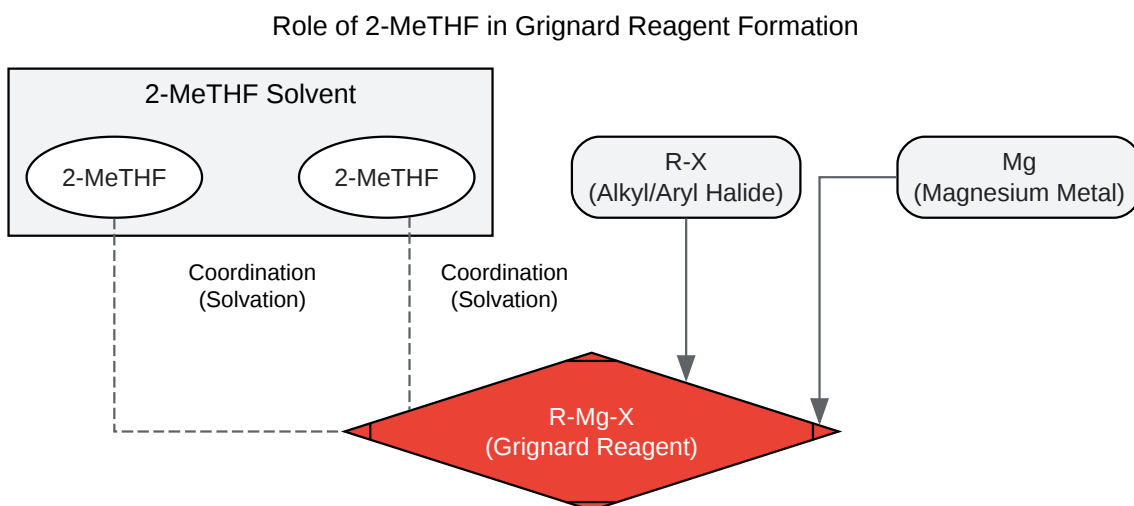 Role of 2-MeTHF in Grignard Reagent Formation
2-MeTHF Solvent
2-MeTHF
2-MeTHF
R-X
(Alkyl/Aryl Halide)
Mg
(Magnesium Metal)
Coordination
(Solvation)
Coordination
(Solvation)
R-Mg-X
(Grignard Reagent)